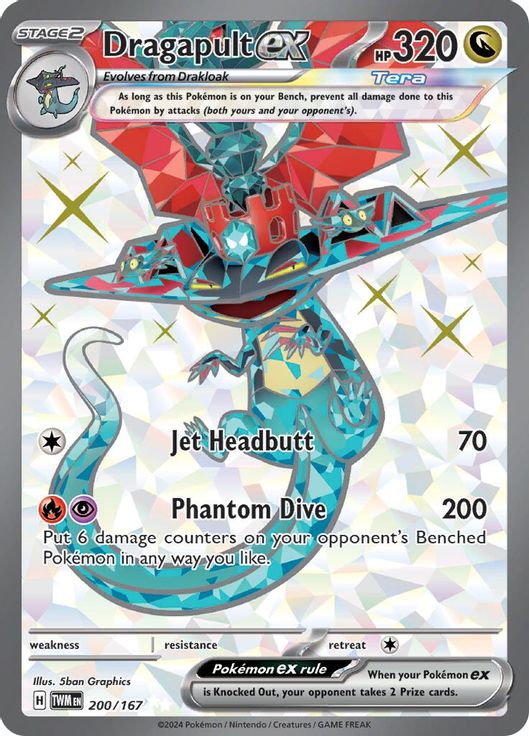 STAGE2 Dragapult ex HP 320
Evolves from Drakloak Tera
As long as this Pokémon is on your Bench, prevent all damage done to this
Pokémon by attacks (both yours and your opponent's).
Jet Headbutt 70
Phantom Dive 200
Put 6 damage counters on your opponent's Benched
Pokémon in any way you like.
weakness resistance retreat
Illus. 5ban Graphics
Pokémon ex rule When your Pokémon ex
is Knocked Out, your opponent takes 2 Prize cards.
H TWM EN 200/167
©2024 Pokémon / Nintendo / Creatures / GAME FREAK